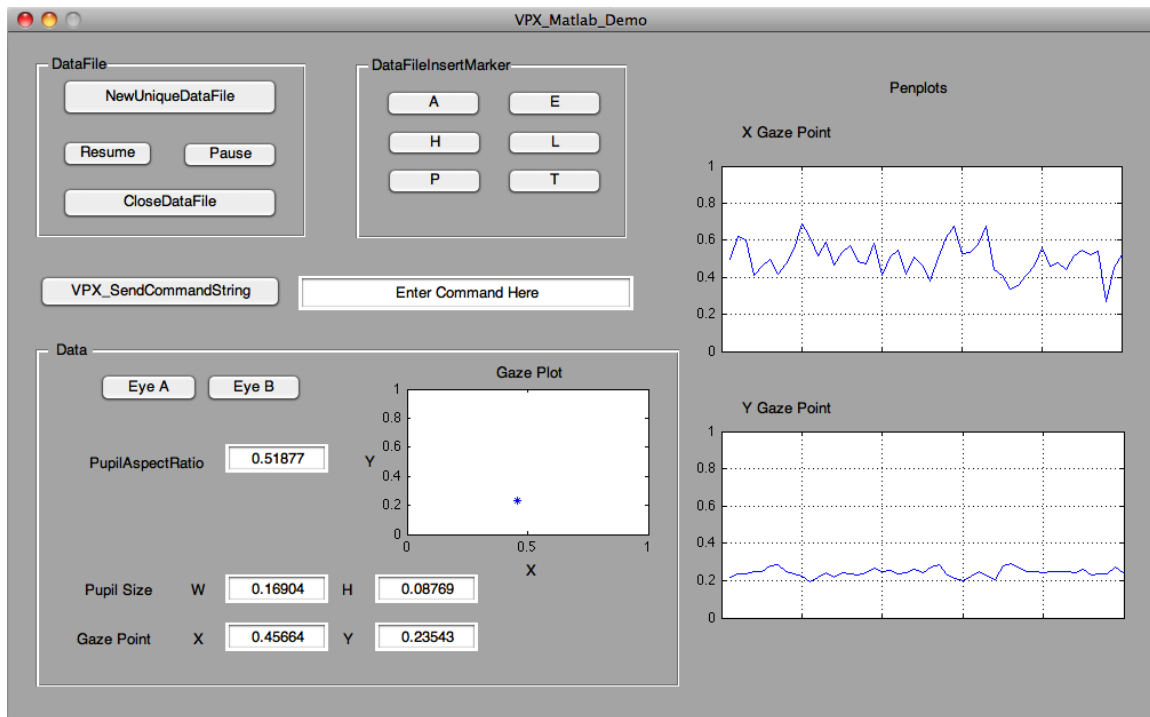 VPX_Matlab_Demo
DataFile
NewUniqueDataFile
Resume Pause
CloseDataFile
DataFileInsertMarker
A E
H L
P T
VPX_SendCommandString Enter Command Here
Data
Eye A Eye B
PupilAspectRatio 0.51877
Gaze Plot
1
0.8
0.6
Y
0.4
0.2
0
0 0.5 1
X
Pupil Size W 0.16904 H 0.08769
Gaze Point X 0.45664 Y 0.23543
Penplots
X Gaze Point
1
0.8
0.6
0.4
0.2
0
Y Gaze Point
1
0.8
0.6
0.4
0.2
0